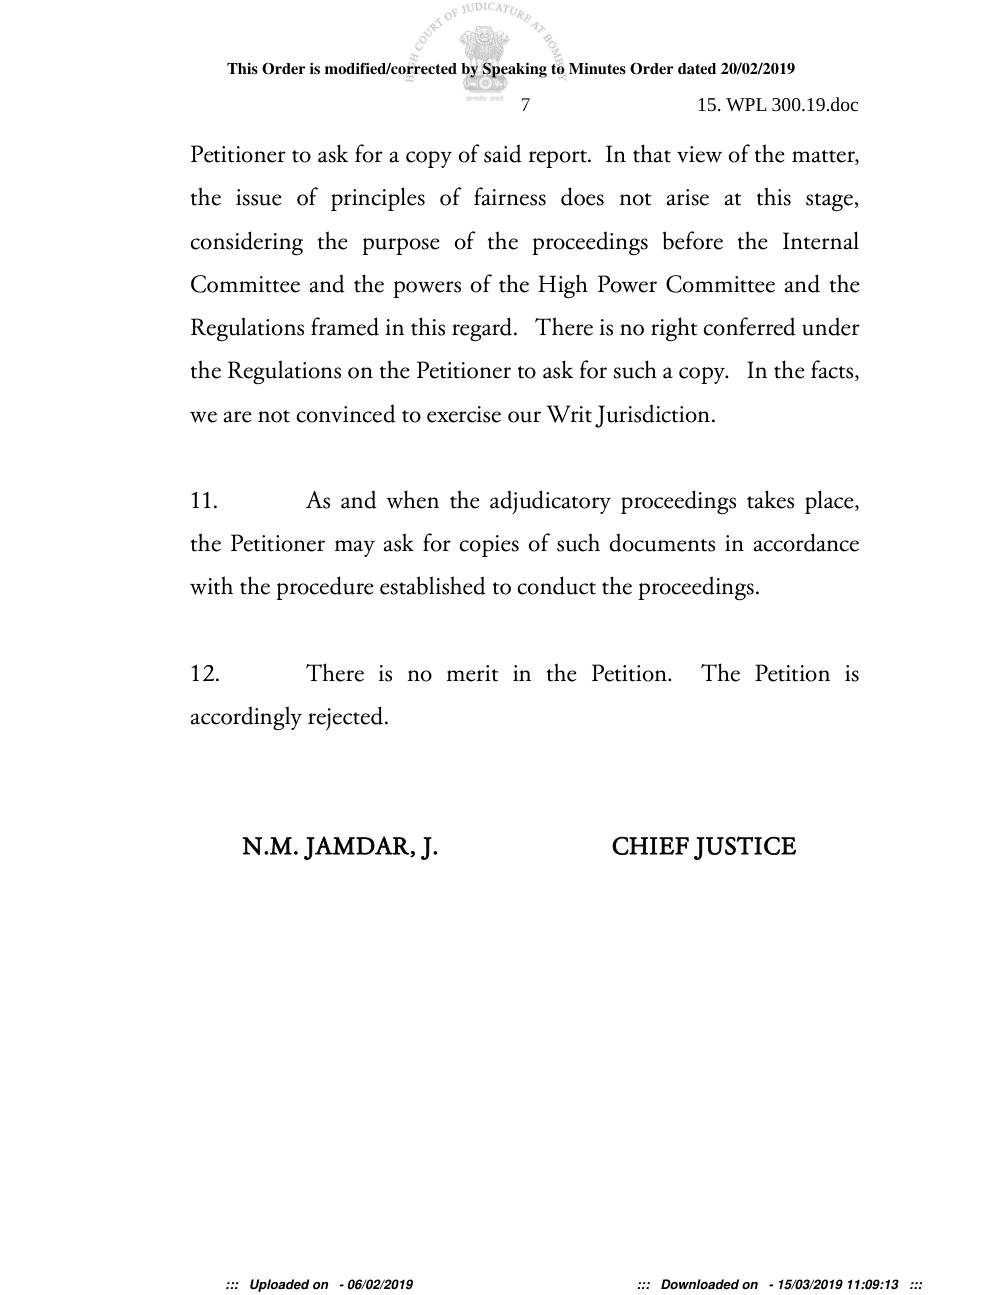 HIGH COURT OF JUDICATURE AT BOMBAY
This Order is modified/corrected by Speaking to Minutes Order dated 20/02/2019
7 15. WPL 300.19.doc
Petitioner to ask for a copy of said report. In that view of the matter,
the issue of principles of fairness does not arise at this stage,
considering the purpose of the proceedings before the Internal
Committee and the powers of the High Power Committee and the
Regulations framed in this regard. There is no right conferred under
the Regulations on the Petitioner to ask for such a copy. In the facts,
we are not convinced to exercise our Writ Jurisdiction.
11. As and when the adjudicatory proceedings takes place,
the Petitioner may ask for copies of such documents in accordance
with the procedure established to conduct the proceedings.
12. There is no merit in the Petition. The Petition is
accordingly rejected.
N.M. JAMDAR, J. CHIEF JUSTICE
::: Uploaded on - 06/02/2019 ::: Downloaded on - 15/03/2019 11:09:13 :::